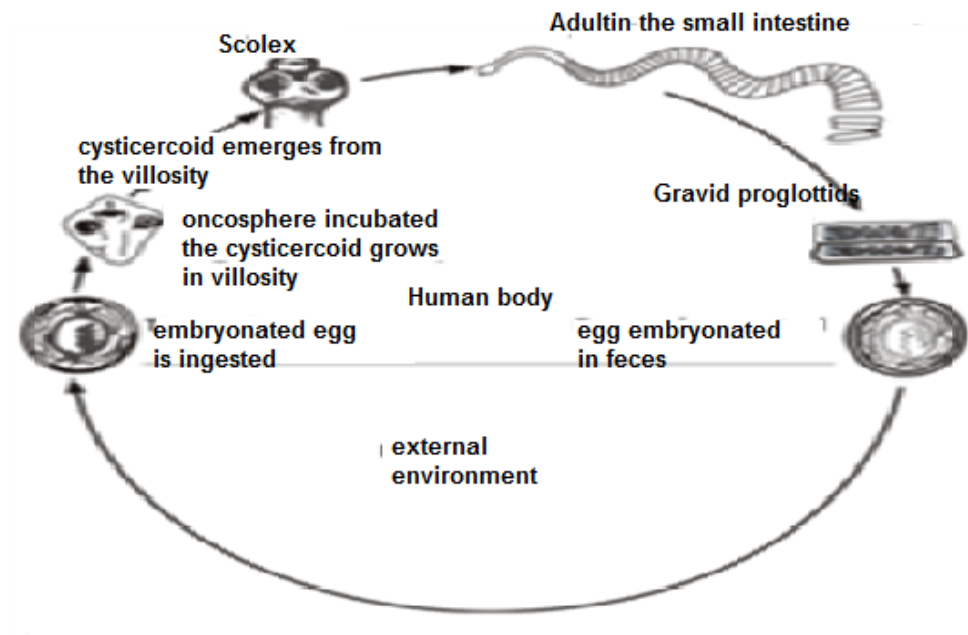 Adultin the small intestine
Scolex
cysticercoid emerges from
the villosity
Gravid proglottids
oncosphere incubated
the cysticercoid grows
in villosity
Human body
embryonated egg
is ingested
egg embryonated
in feces
external
environment